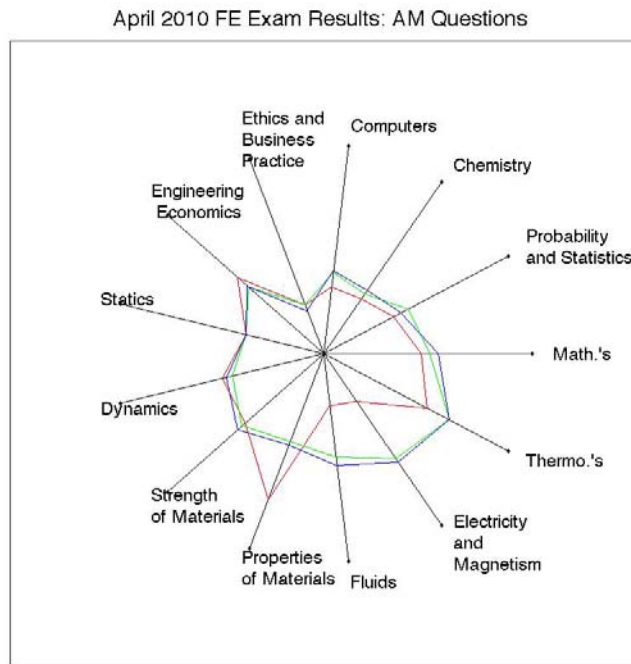 April 2010 FE Exam Results: AM Questions
Ethics and
Business
Practice
Computers
Chemistry
Engineering
Economics
Probability
and Statistics
Statics
Math.'s
Dynamics
Thermo.'s
Strength
of Materials
Electricity
and
Magnetism
Properties
of Materials
Fluids